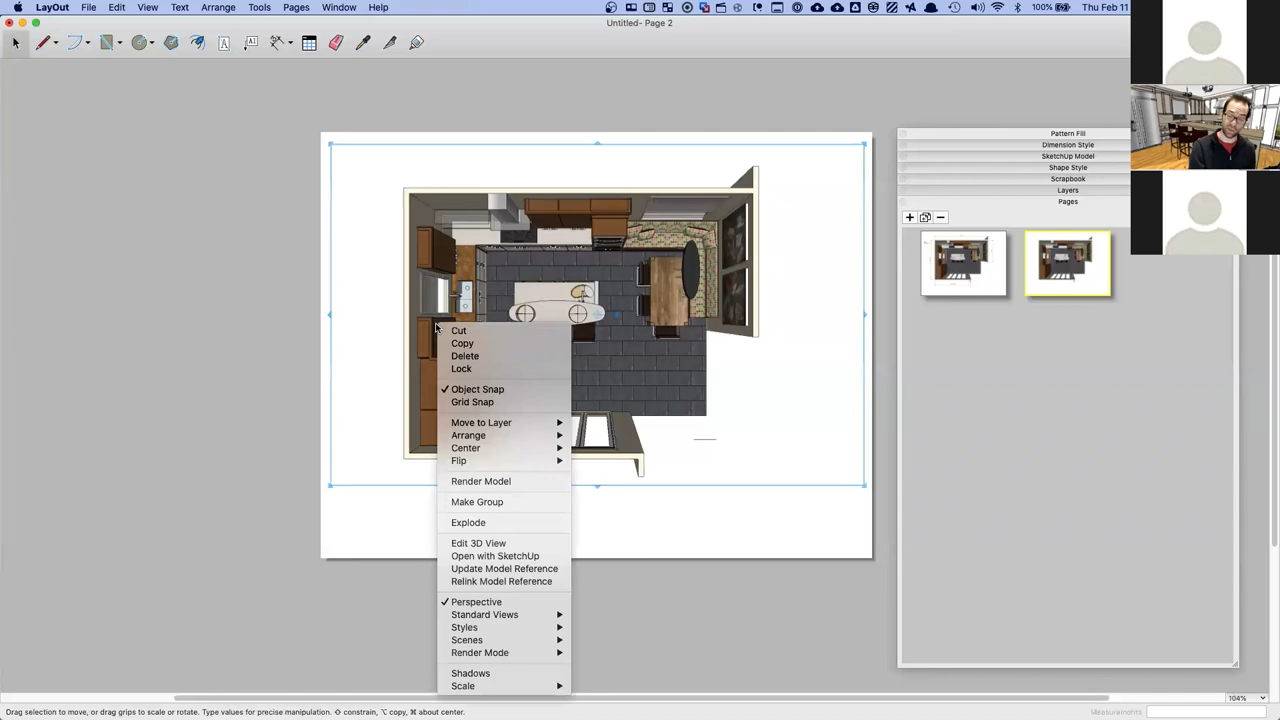 LayOut File Edit View Text Arrange Tools Pages Window Help 100% Thu Feb 11
Untitled- Page 2
A A1
Pattern Fill
Dimension Style
SketchUp Model
Shape Style
Scrapbook
Layers
Pages
Cut
Copy
Delete
Lock
Object Snap
Grid Snap
Move to Layer
Arrange
Center
Flip
Render Model
Make Group
Explode
Edit 3D View
Open with SketchUp
Update Model Reference
Relink Model Reference
Perspective
Standard Views
Styles
Scenes
Render Mode
Shadows
Scale
104%
Drag selection to move, or drag grips to scale or rotate. Type values for precise manipulation. ⇧ constrain, ⌥ copy, ⌘ about center. Measurements